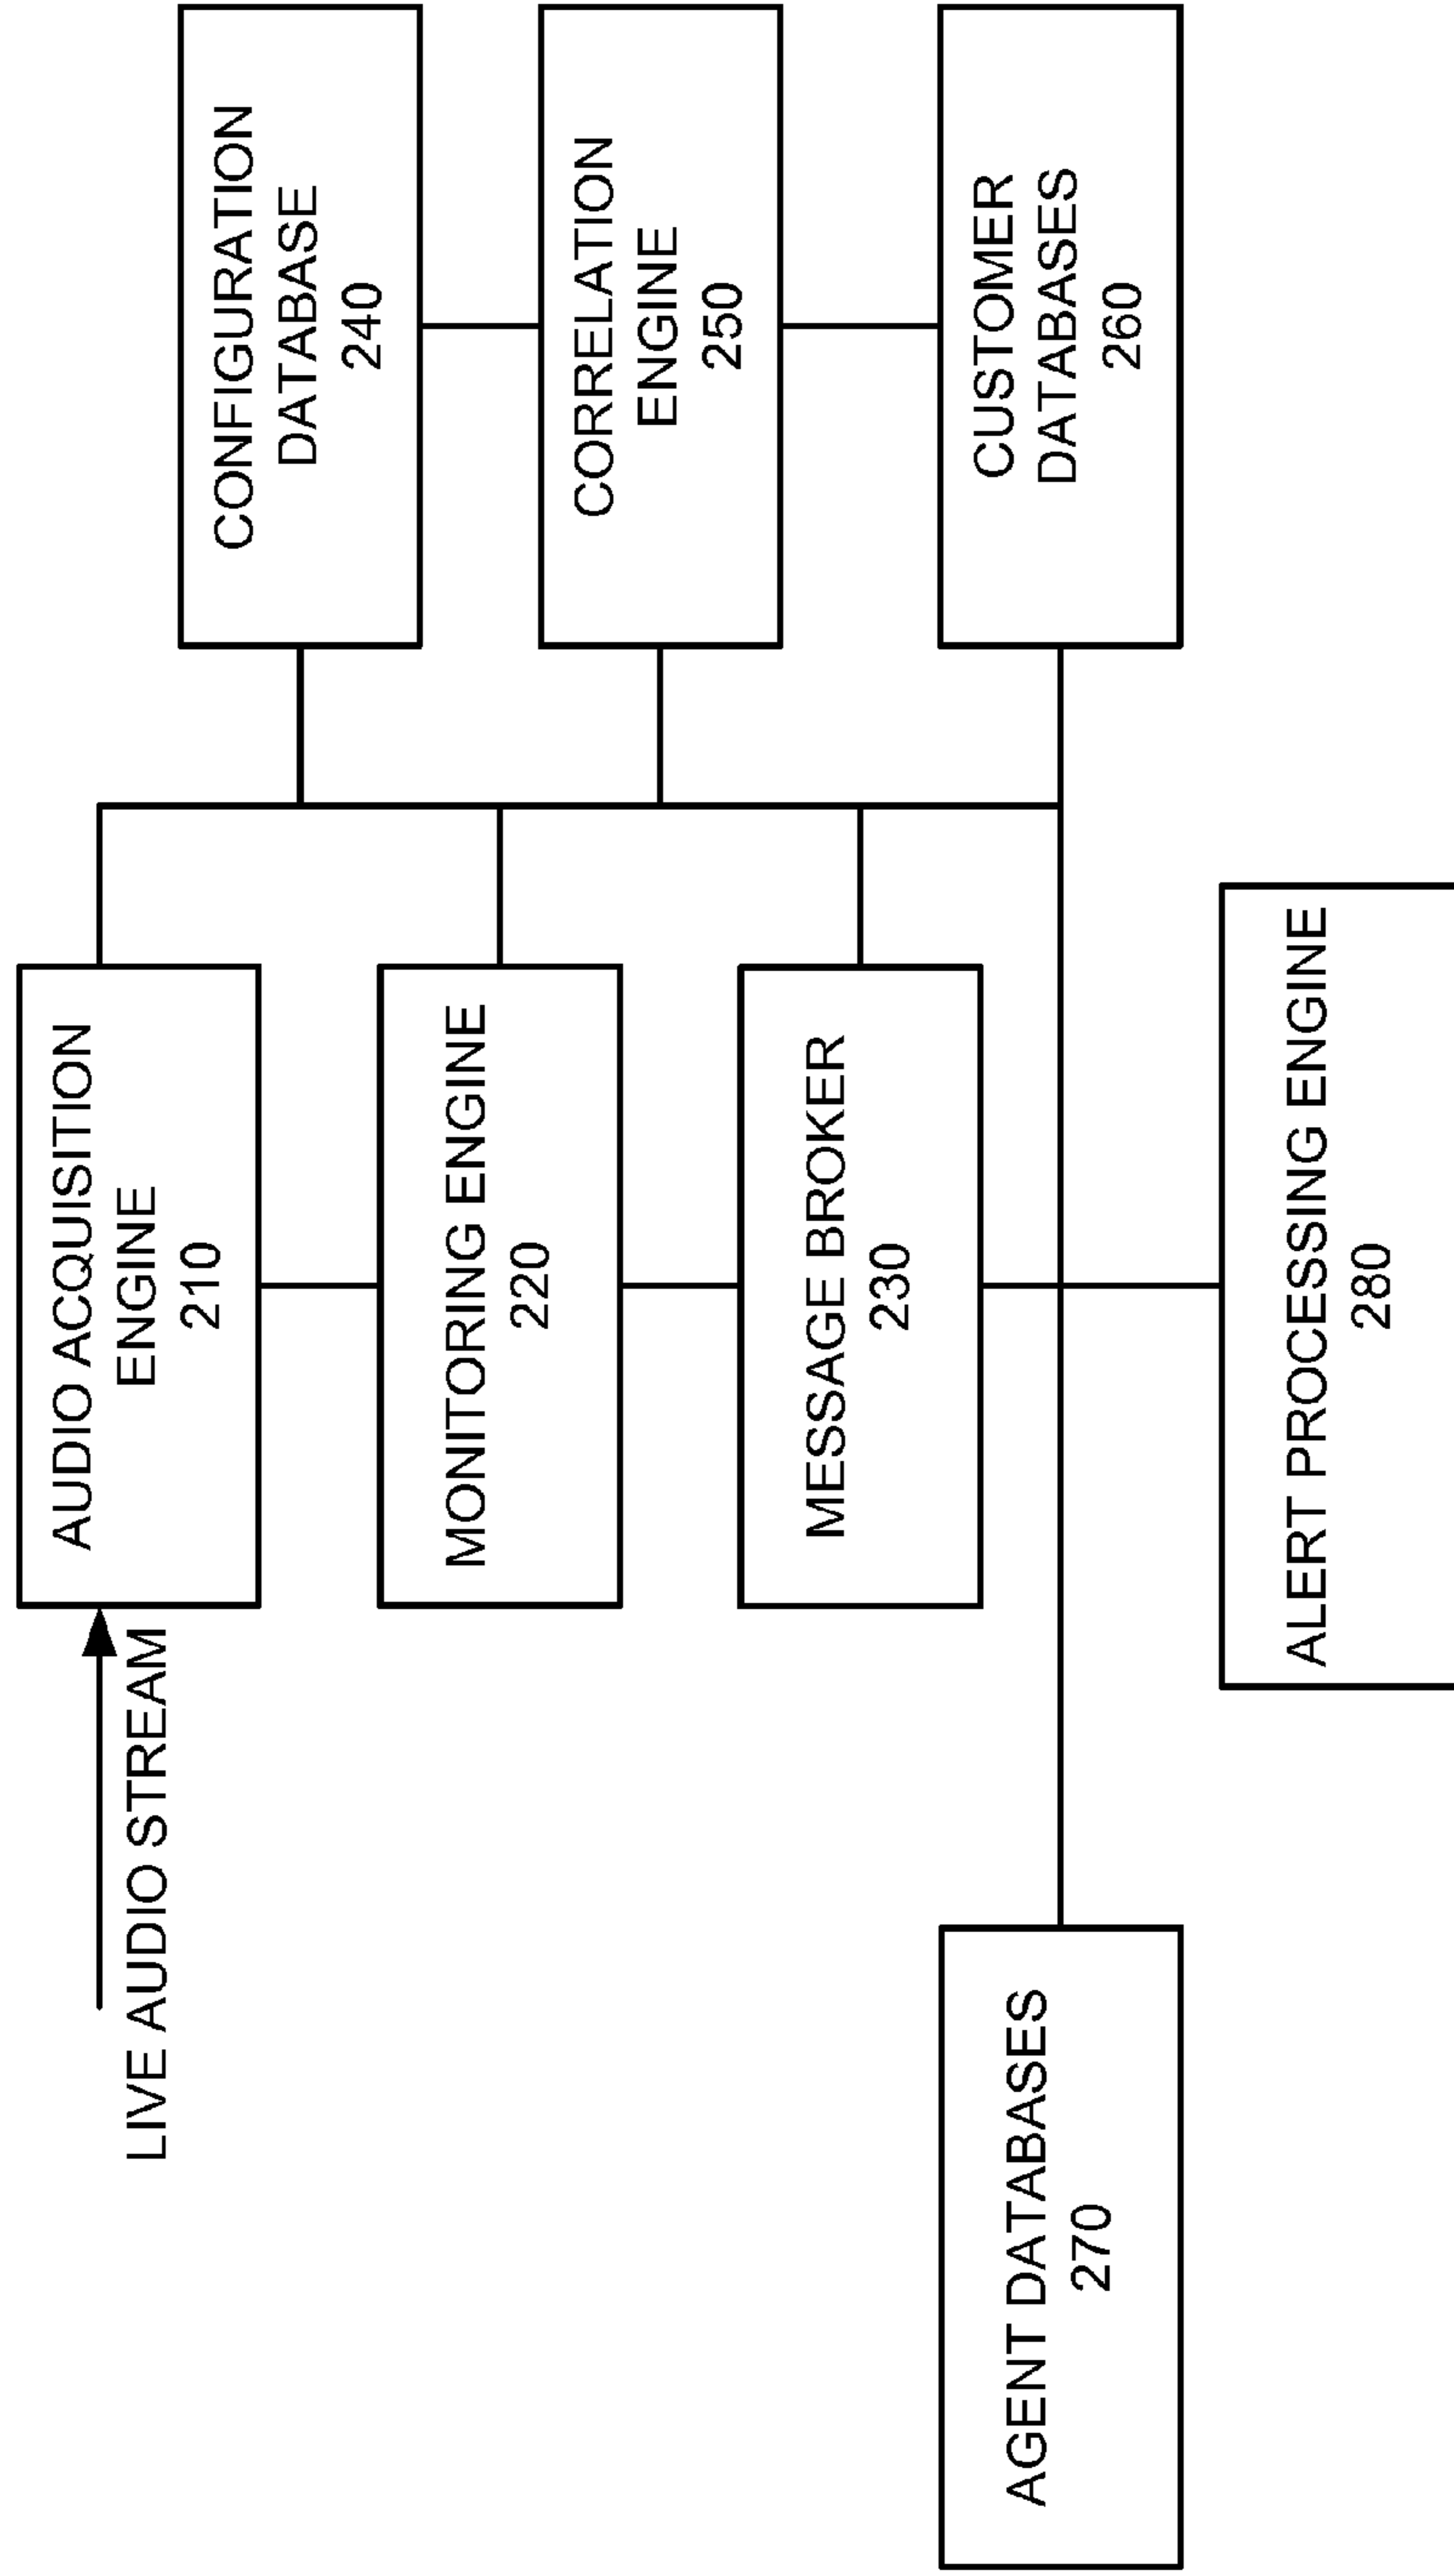 LIVE AUDIO STREAM
AUDIO ACQUISITION
ENGINE
210
MONITORING ENGINE
220
MESSAGE BROKER
230
CONFIGURATION
DATABASE
240
CORRELATION
ENGINE
250
CUSTOMER
DATABASES
260
AGENT DATABASES
270
ALERT PROCESSING ENGINE
280